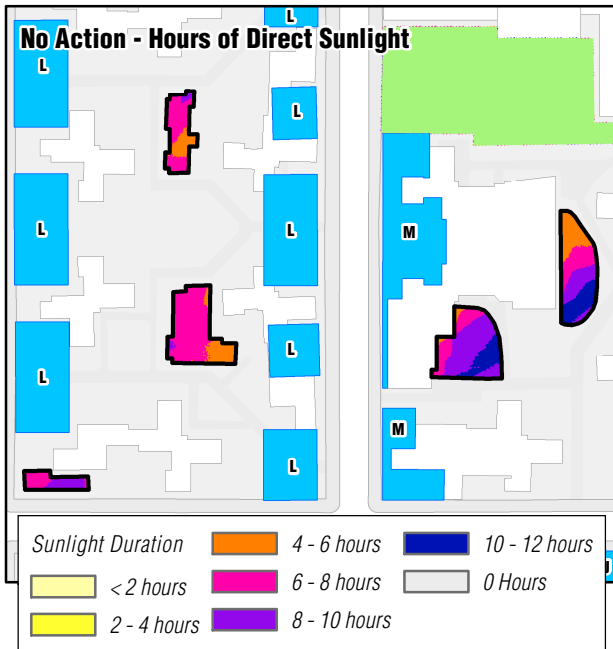 No Action - Hours of Direct Sunlight
L
L
L
L
L
M
L
L
L
M
L
Sunlight Duration
< 2 hours
2 - 4 hours
4 - 6 hours
6 - 8 hours
8 - 10 hours
10 - 12 hours
0 Hours